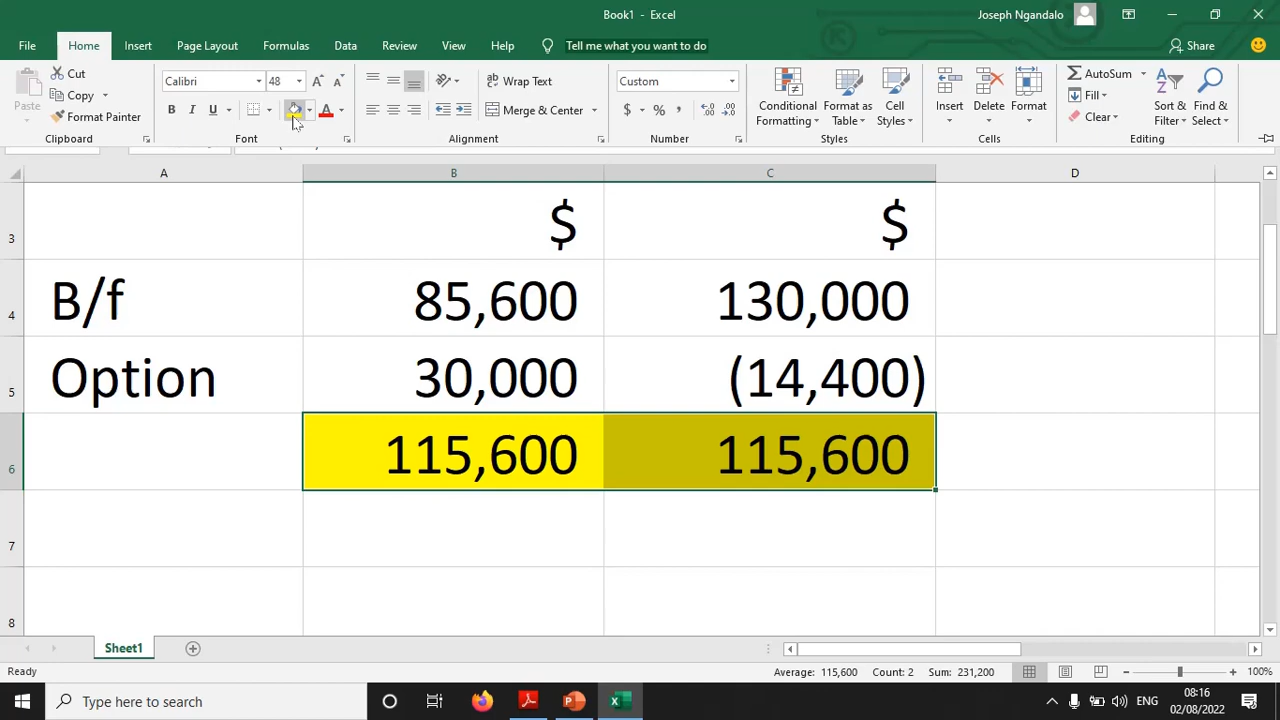 Book1 - Excel
Joseph Ngandalo
File Home Insert Page Layout Formulas Data Review View Help Tell me what you want to do Share
Paste
Cut
Copy
Format Painter
Clipboard
Calibri 48
B I U
Font
Wrap Text
Merge & Center
Alignment
Custom
$ % ,
Number
Conditional Formatting
Format as Table
Cell Styles
Styles
Insert Delete Format
Cells
AutoSum
Fill
Clear
Sort & Filter
Find & Select
Editing
A B C D
3 $ $
4 B/f 85,600 130,000
5 Option 30,000 (14,400)
6 115,600 115,600
7
8
Sheet1
Ready Average: 115,600 Count: 2 Sum: 231,200 100%
Type here to search
ENG
08:16
02/08/2022